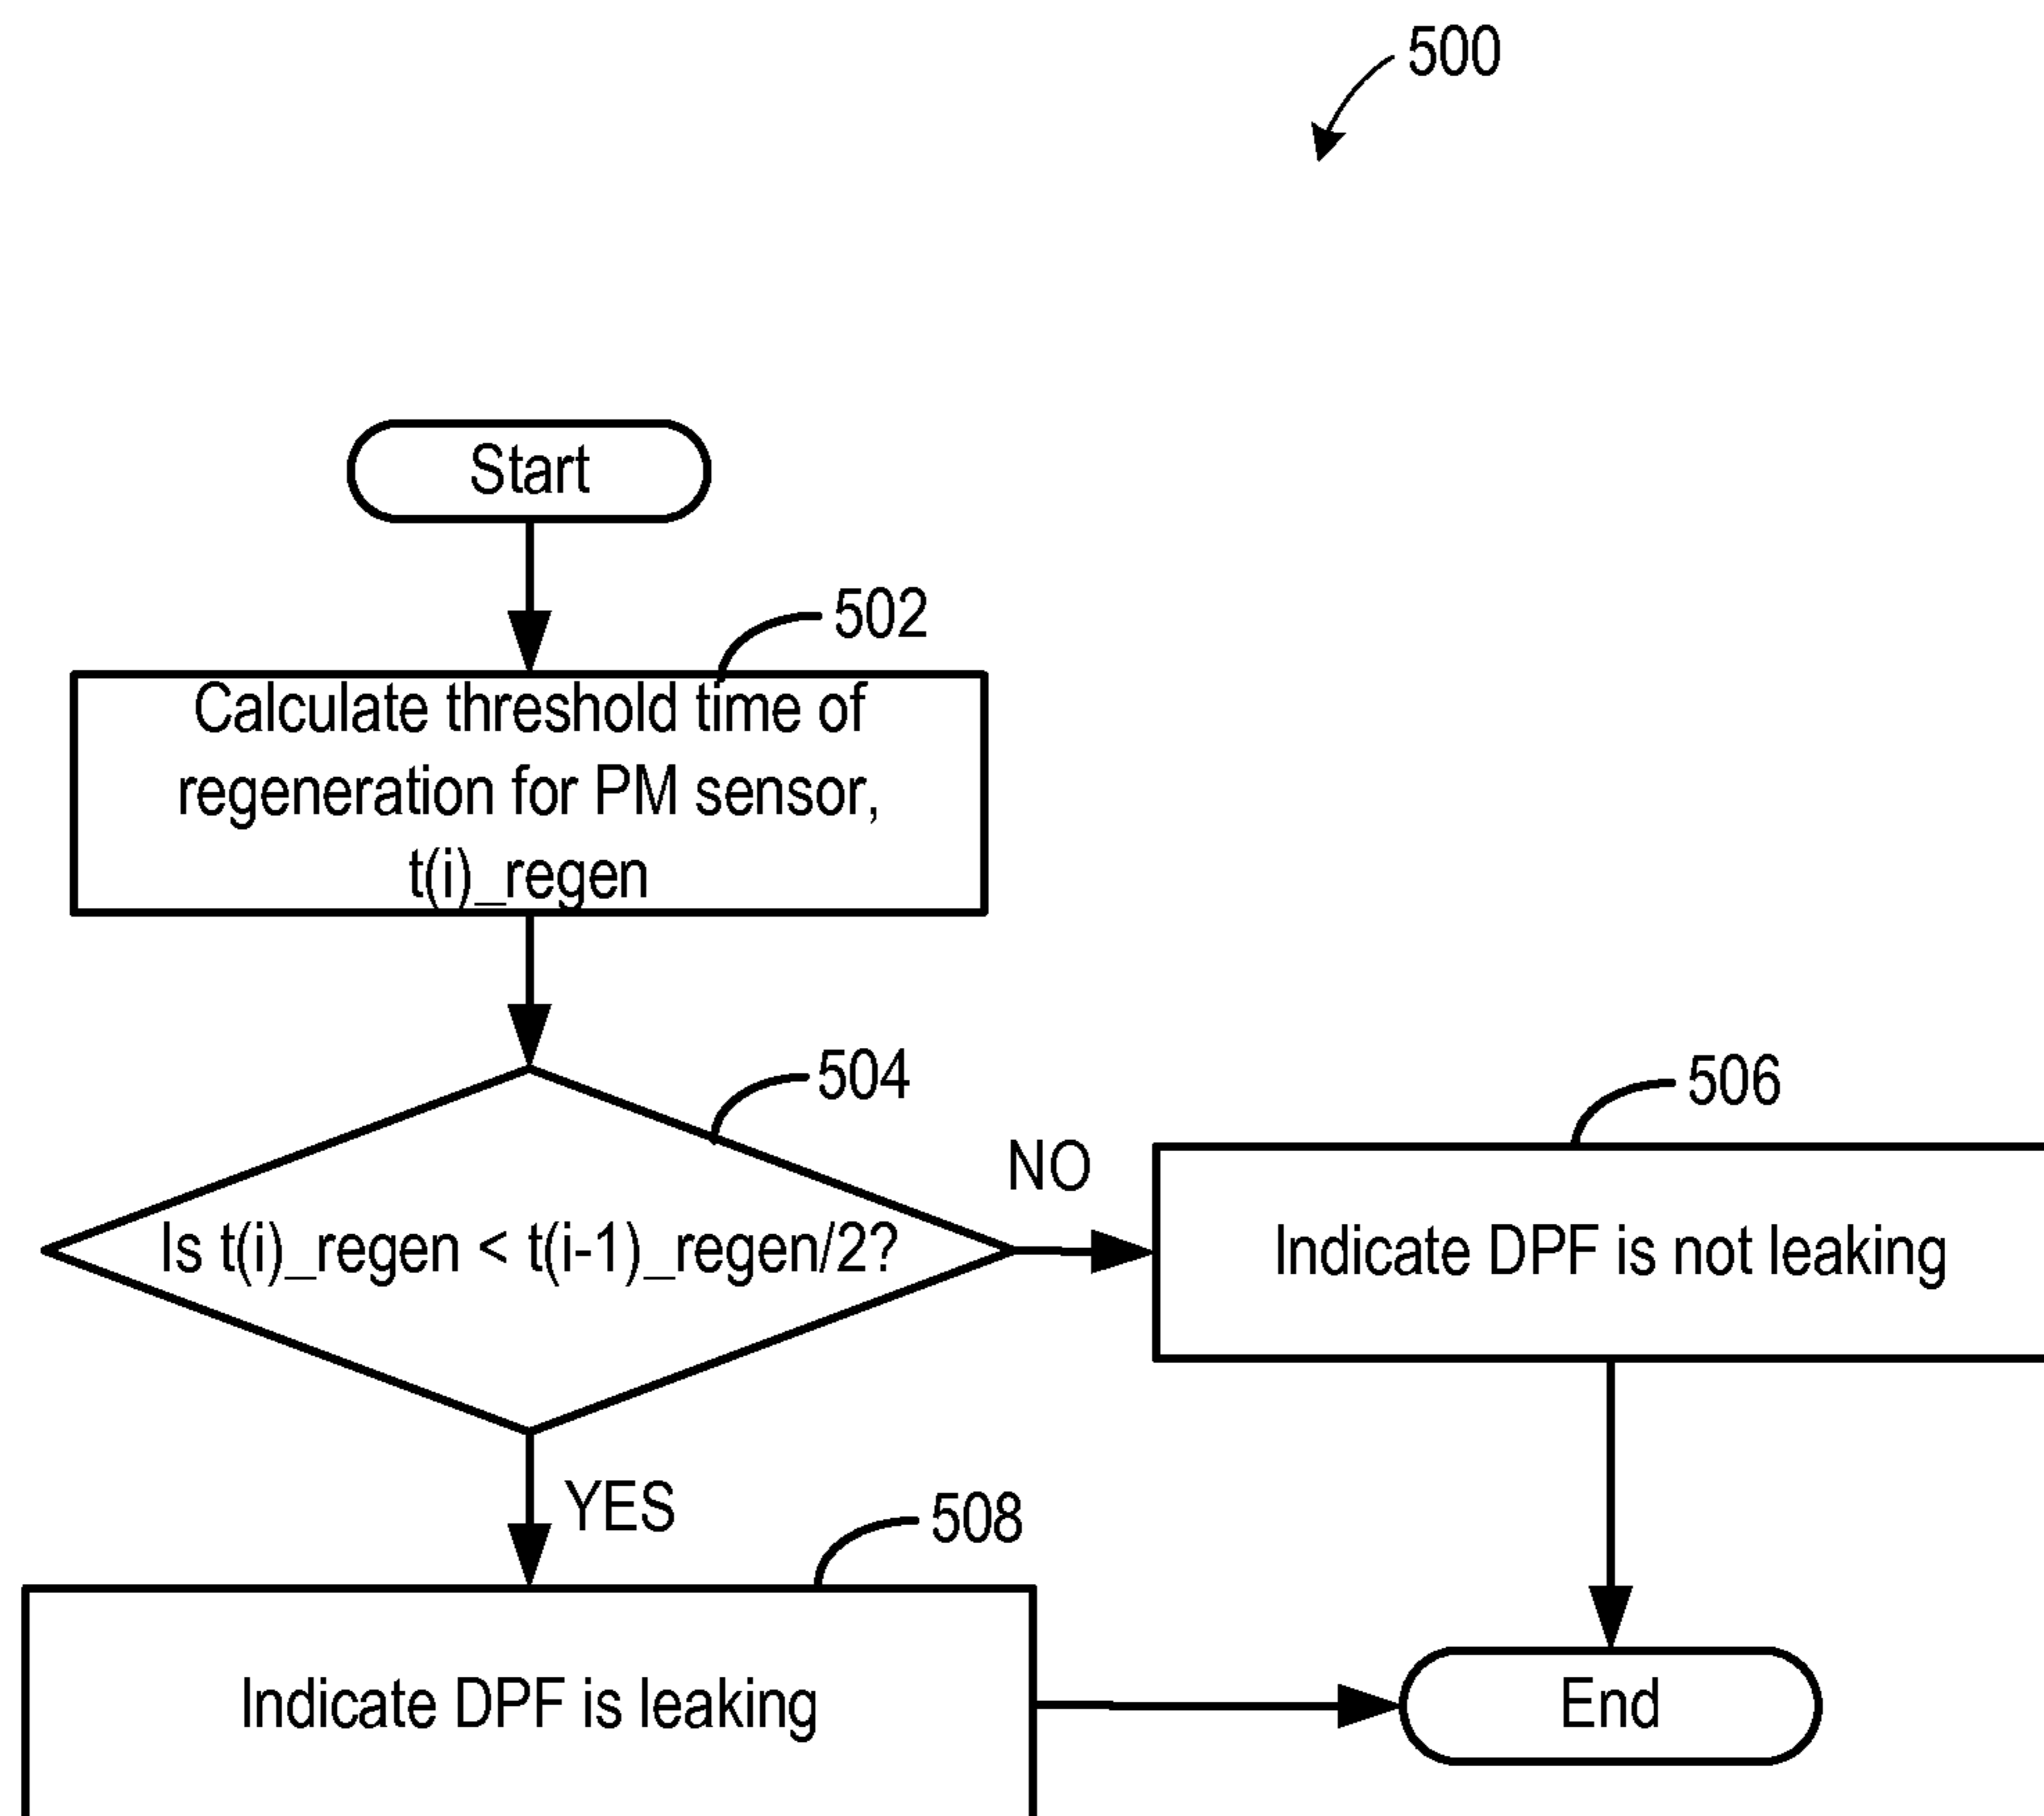 500
Start
502
Calculate threshold time of
regeneration for PM sensor,
t(i)_regen
504
Is t(i)_regen < t(i-1)_regen/2?
NO
506
Indicate DPF is not leaking
YES
508
Indicate DPF is leaking
End